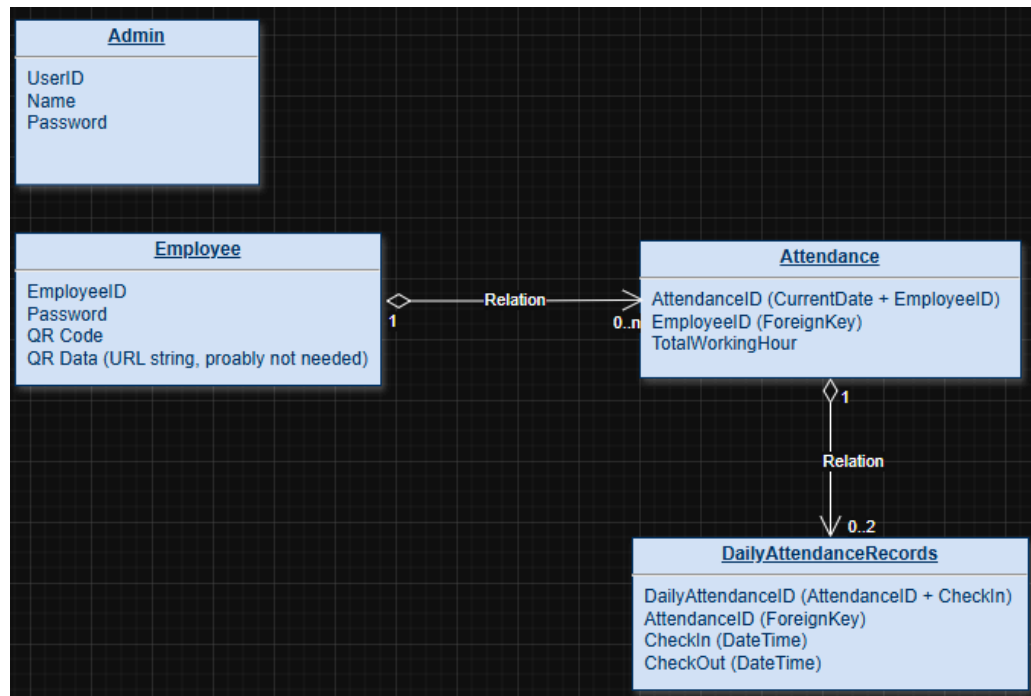 Admin
UserID
Name
Password
Employee
EmployeeID
Password
QR Code
QR Data (URL string, proably not needed)
1
Relation
0..n
Attendance
AttendanceID (CurrentDate + EmployeeID)
EmployeeID (ForeignKey)
TotalWorkingHour
1
Relation
0..2
DailyAttendanceRecords
DailyAttendanceID (AttendanceID + CheckIn)
AttendanceID (ForeignKey)
CheckIn (DateTime)
CheckOut (DateTime)